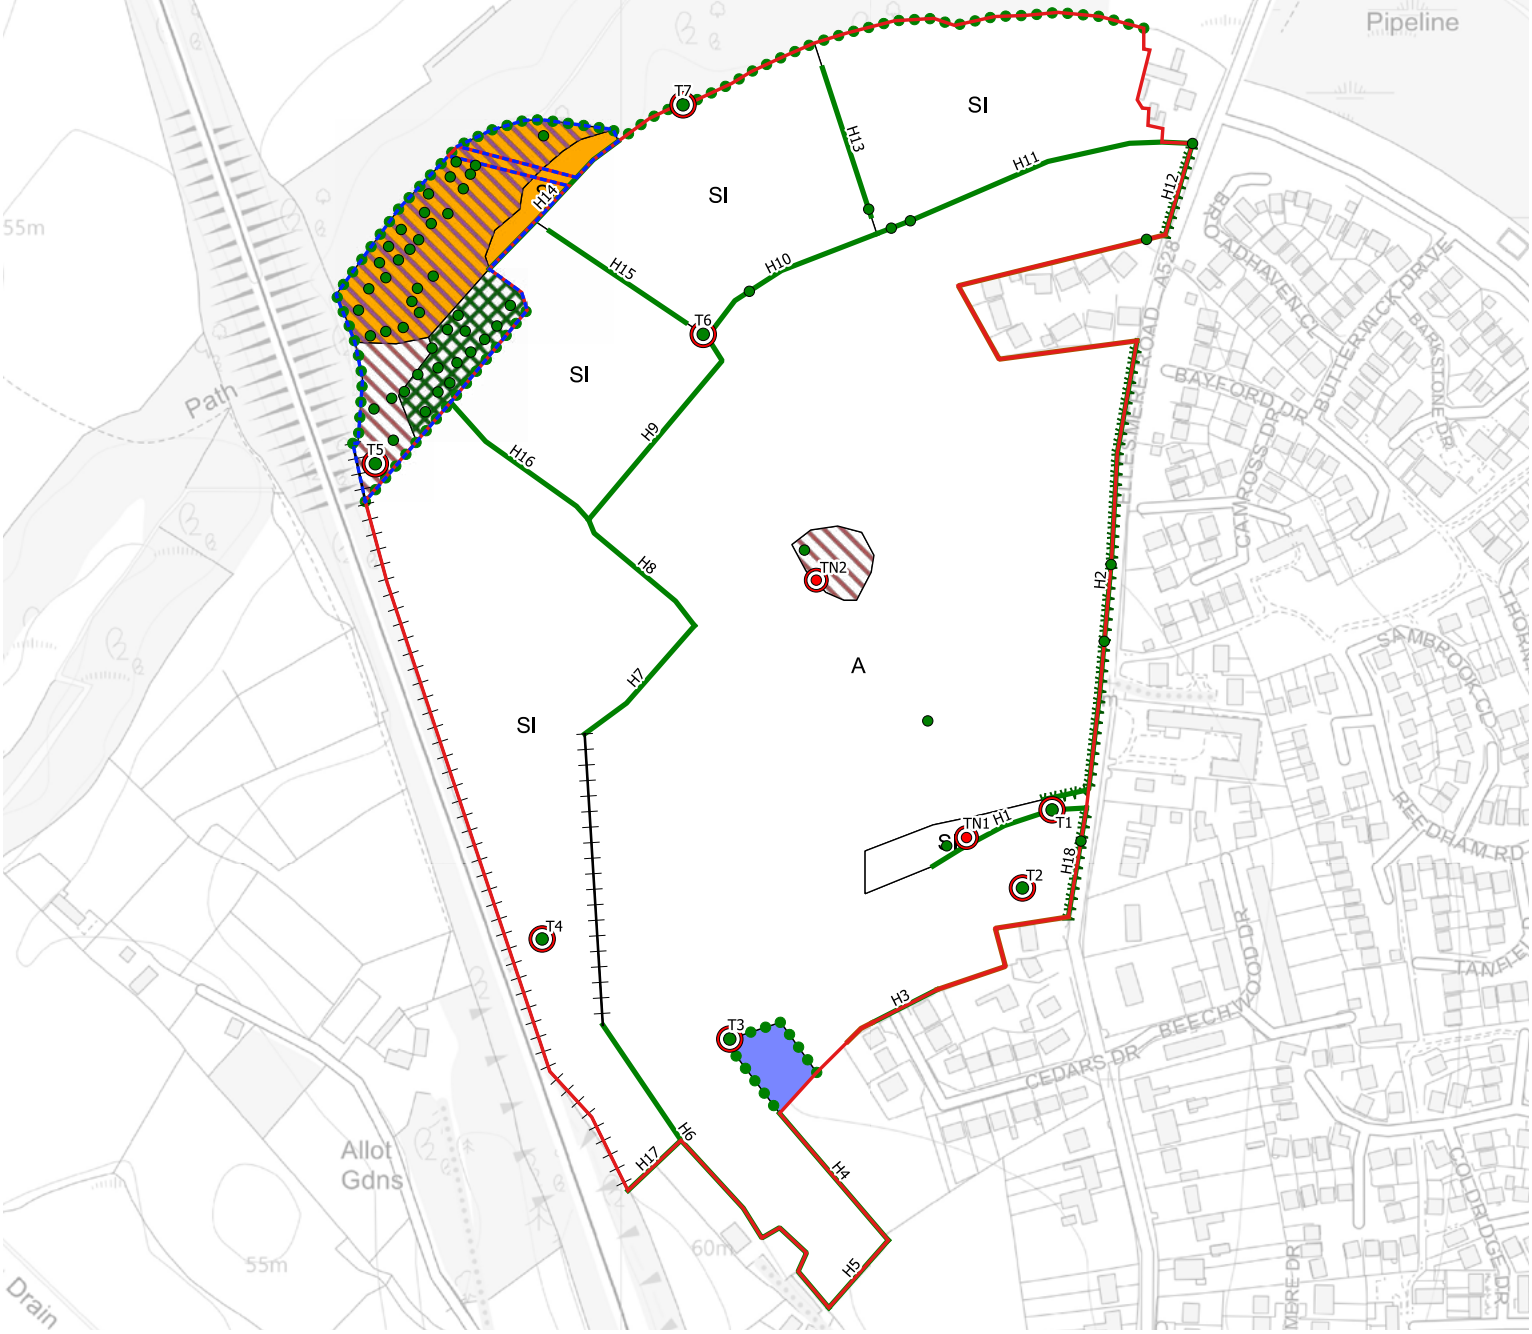 Pipeline
T7
SI
H13
H11
H12
SI
H14
55m
BROADHAVEN CL
BUTTERWICK DRIVE
BARKSTONE DR
H10
H15
T6
ELLESMERE ROAD A528
SI
BAYFORD DR
Path
CAMROSS DR
H9
H16
T5
H8
TN2
H2
SAMBROOK CL
A
H7
SI
REEDHAM RD
TN1
H1
T1
H18
T2
T4
BEECHWOOD DR
H3
T3
CEDARS DR
H6
H17
H4
Allot
Gdns
COLDRIDGE DR
60m
55m
H5
MERE DR
Drain